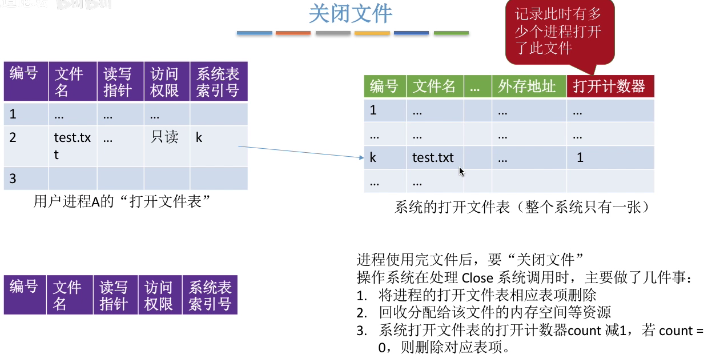 关闭文件
记录此时有多
少个进程打开
了此文件
编号 文件名 读写指针 访问权限 系统表索引号
1 … … …
2 test.txt … 只读 k
3
用户进程A的“打开文件表”
编号 文件名 … 外存地址 打开计数器
1 … … …
… … … …
k test.txt … 1
… …
系统的打开文件表（整个系统只有一张）
编号 文件名 读写指针 访问权限 系统表索引号
进程使用完文件后，要“关闭文件”
操作系统在处理 Close 系统调用时，主要做了几件事：
1. 将进程的打开文件表相应表项删除
2. 回收分配给该文件的内存空间等资源
3. 系统打开文件表的打开计数器count 减1，若 count =
0，则删除对应表项。